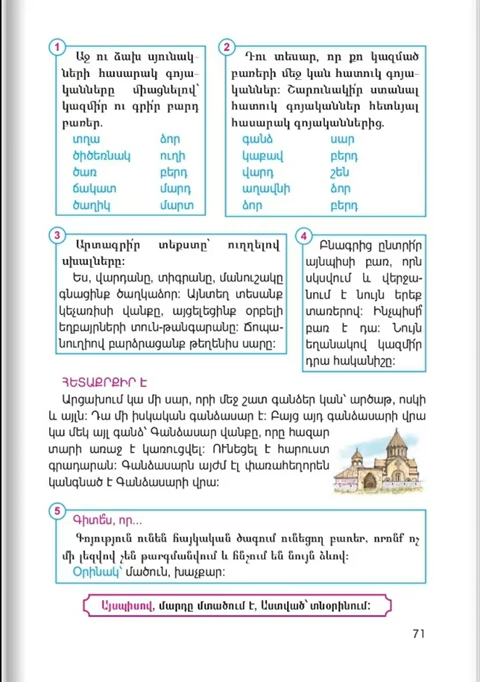 1
Աջ ու ձախ սյունակ-
ների հասարակ գոյա-
կանները միացնելով՝
կազմի՛ր ու գրի՛ր բարդ
բառեր.
տղա ձոր
ծիծեռնակ ուղի
ծառ բերդ
ճակատ մարդ
ծաղիկ մարտ
2
Դու տեսար, որ քո կազմած
բառերի մեջ կան հատուկ գոյա-
կաններ: Շարունակի՛ր ստանալ
հատուկ գոյականներ հետևյալ
հասարակ գոյականներից.
գանձ սար
կաքավ բերդ
վարդ շեն
աղավնի ձոր
ձոր բերդ
3
Արտագրի՛ր տեքստը՝ ուղղելով
սխալները:
Ես, վարդանը, տիգրանը, մանուշակը
գնացինք ծաղկաձոր: Այնտեղ տեսանք
կեչառիսի վանքը, այցելեցինք օրբելի
եղբայրների տուն-թանգարանը: Ճոպա-
նուղիով բարձրացանք թեղենիս սարը:
4
Բնագրից ընտրի՛ր
այնպիսի բառ, որն
սկսվում և վերջա-
նում է նույն երեք
տառերով: Ինչպիսի՞
բառ է դա: Նույն
եղանակով կազմի՛ր
դրա հականիշը:
ՀԵՏԱՔՐՔԻՐ Է
Արցախում կա մի սար, որի մեջ շատ գանձեր կան՝ արծաթ, ոսկի
և այլն: Դա մի իսկական գանձասար է: Բայց այդ գանձասարի վրա
կա մեկ այլ գանձ՝ Գանձասար վանքը, որը հազար
տարի առաջ է կառուցվել: Ունեցել է հարուստ
գրադարան: Գանձասարն այժմ էլ փառահեղորեն
կանգնած է Գանձասարի վրա:
5
Գիտե՞ս, որ...
Գոյություն ունեն հայկական ծագում ունեցող բառեր, որոնք ոչ
մի լեզվով չեն թարգմանվում և հնչում են նույն ձևով:
Օրինակ՝ մածուն, խաչքար:
Այսպիսով, մարդը մտածում է, Աստված՝ տնօրինում:
71